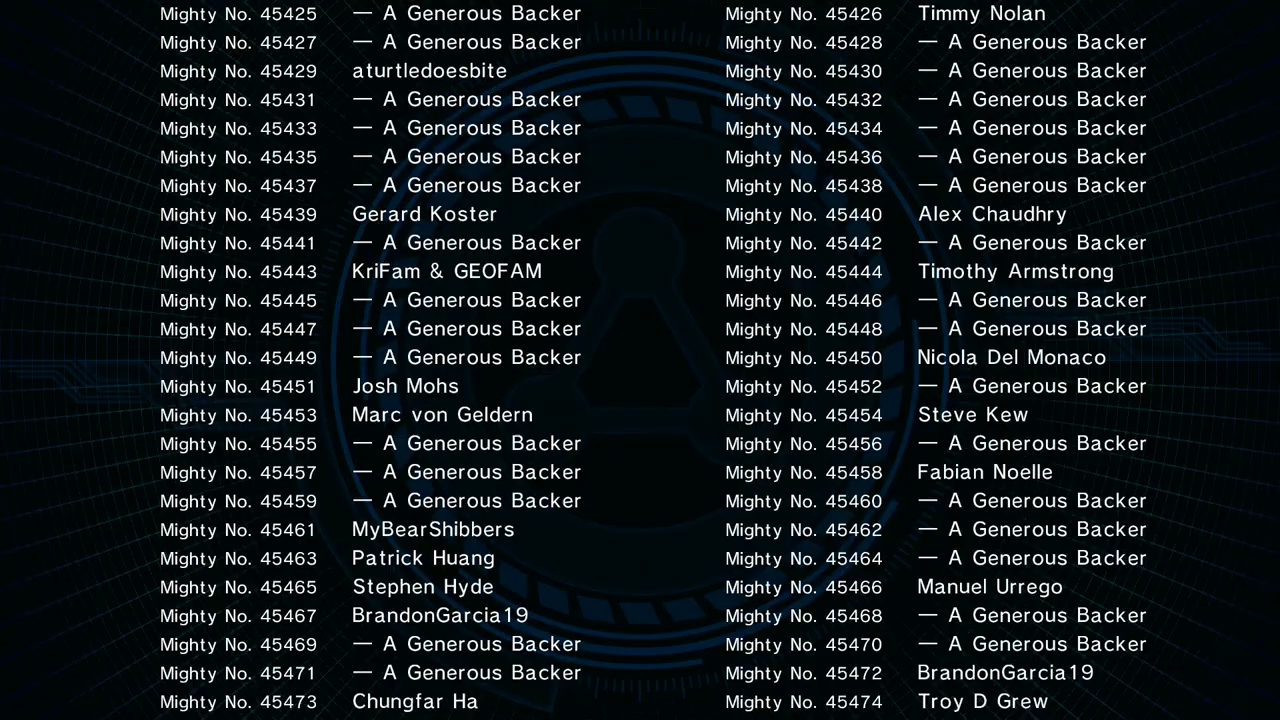 Mighty No. 45425 — A Generous Backer Mighty No. 45426 Timmy Nolan
Mighty No. 45427 — A Generous Backer Mighty No. 45428 — A Generous Backer
Mighty No. 45429 aturtledoesbite Mighty No. 45430 — A Generous Backer
Mighty No. 45431 — A Generous Backer Mighty No. 45432 — A Generous Backer
Mighty No. 45433 — A Generous Backer Mighty No. 45434 — A Generous Backer
Mighty No. 45435 — A Generous Backer Mighty No. 45436 — A Generous Backer
Mighty No. 45437 — A Generous Backer Mighty No. 45438 — A Generous Backer
Mighty No. 45439 Gerard Koster Mighty No. 45440 Alex Chaudhry
Mighty No. 45441 — A Generous Backer Mighty No. 45442 — A Generous Backer
Mighty No. 45443 KriFam & GEOFAM Mighty No. 45444 Timothy Armstrong
Mighty No. 45445 — A Generous Backer Mighty No. 45446 — A Generous Backer
Mighty No. 45447 — A Generous Backer Mighty No. 45448 — A Generous Backer
Mighty No. 45449 — A Generous Backer Mighty No. 45450 Nicola Del Monaco
Mighty No. 45451 Josh Mohs Mighty No. 45452 — A Generous Backer
Mighty No. 45453 Marc von Geldern Mighty No. 45454 Steve Kew
Mighty No. 45455 — A Generous Backer Mighty No. 45456 — A Generous Backer
Mighty No. 45457 — A Generous Backer Mighty No. 45458 Fabian Noelle
Mighty No. 45459 — A Generous Backer Mighty No. 45460 — A Generous Backer
Mighty No. 45461 MyBearShibbers Mighty No. 45462 — A Generous Backer
Mighty No. 45463 Patrick Huang Mighty No. 45464 — A Generous Backer
Mighty No. 45465 Stephen Hyde Mighty No. 45466 Manuel Urrego
Mighty No. 45467 BrandonGarcia19 Mighty No. 45468 — A Generous Backer
Mighty No. 45469 — A Generous Backer Mighty No. 45470 — A Generous Backer
Mighty No. 45471 — A Generous Backer Mighty No. 45472 BrandonGarcia19
Mighty No. 45473 Chungfar Ha Mighty No. 45474 Troy D Grew